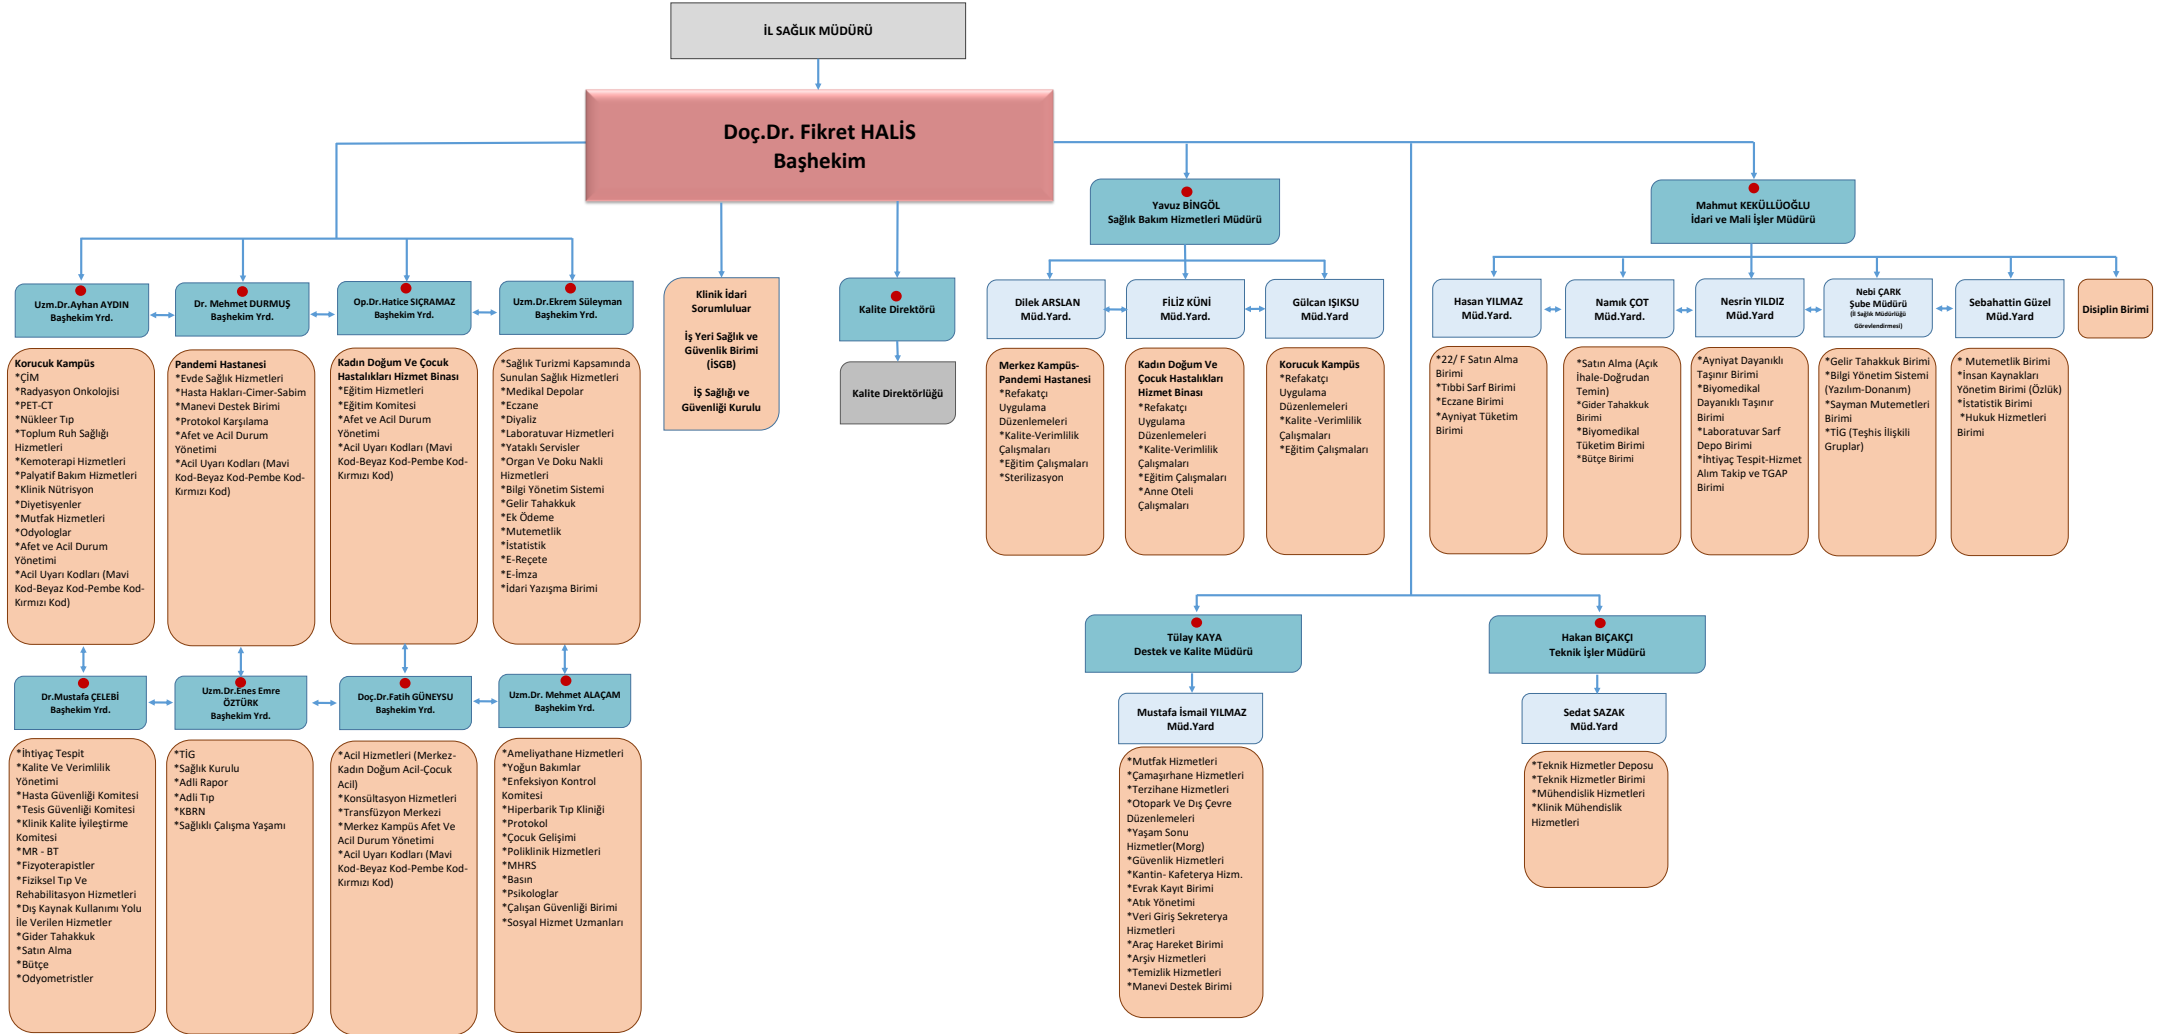 İL SAĞLIK MÜDÜRÜ
Doç.Dr. Fikret HALİS
Başhekim
Yavuz BİNGÖL
Sağlık Bakım Hizmetleri Müdürü
Mahmut KEKÜLLÜOĞLU
İdari ve Mali İşler Müdürü
Uzm.Dr.Ayhan AYDIN
Başhekim Yrd.
Dr. Mehmet DURMUŞ
Başhekim Yrd.
Op.Dr.Hatice SIÇRAMAZ
Başhekim Yrd.
Uzm.Dr.Ekrem Süleyman
Başhekim Yrd.
Klinik İdari
Sorumluluar
İş Yeri Sağlık ve
Güvenlik Birimi
(İSGB)
İş Sağlığı ve
Güvenliği Kurulu
Kalite Direktörü
Kalite Direktörlüğü
Dilek ARSLAN
Müd.Yard.
FİLİZ KÜNİ
Müd.Yard.
Gülcan IŞIKSU
Müd.Yard
Hasan YILMAZ
Müd.Yard.
Namık ÇOT
Müd.Yard.
Nesrin YILDIZ
Müd.Yard
Nebi ÇARK
Şube Müdürü
(İl Sağlık Müdürlüğü
Görevlendirmesi)
Sebahattin Güzel
Müd.Yard
Disiplin Birimi
Korucuk Kampüs
*ÇİM
*Radyasyon Onkolojisi
*PET-CT
*Nükleer Tıp
*Toplum Ruh Sağlığı
Hizmetleri
*Kemoterapi Hizmetleri
*Palyatif Bakım Hizmetleri
*Klinik Nütrisyon
*Diyetisyenler
*Mutfak Hizmetleri
*Odyologlar
*Afet ve Acil Durum
Yönetimi
*Acil Uyarı Kodları (Mavi
Kod-Beyaz Kod-Pembe Kod-
Kırmızı Kod)
Pandemi Hastanesi
*Evde Sağlık Hizmetleri
*Hasta Hakları-Cimer-Sabim
*Manevi Destek Birimi
*Protokol Karşılama
*Afet ve Acil Durum
Yönetimi
*Acil Uyarı Kodları (Mavi
Kod-Beyaz Kod-Pembe Kod-
Kırmızı Kod)
Kadın Doğum Ve Çocuk
Hastalıkları Hizmet Binası
*Eğitim Hizmetleri
*Eğitim Komitesi
*Afet ve Acil Durum
Yönetimi
*Acil Uyarı Kodları (Mavi
Kod-Beyaz Kod-Pembe Kod-
Kırmızı Kod)
*Sağlık Turizmi Kapsamında
Sunulan Sağlık Hizmetleri
*Medikal Depolar
*Eczane
*Diyaliz
*Laboratuvar Hizmetleri
*Yataklı Servisler
*Organ Ve Doku Nakli
Hizmetleri
*Bilgi Yönetim Sistemi
*Gelir Tahakkuk
*Ek Ödeme
*Mutemetlik
*İstatistik
*E-Reçete
*E-İmza
*İdari Yazışma Birimi
Merkez Kampüs-
Pandemi Hastanesi
*Refakatçı
Uygulama
Düzenlemeleri
*Kalite-Verimlilik
Çalışmaları
*Eğitim Çalışmaları
*Sterilizasyon
Kadın Doğum Ve
Çocuk Hastalıkları
Hizmet Binası
*Refakatçı
Uygulama
Düzenlemeleri
*Kalite-Verimlilik
Çalışmaları
*Eğitim Çalışmaları
*Anne Oteli
Çalışmaları
Korucuk Kampüs
*Refakatçı
Uygulama
Düzenlemeleri
*Kalite -Verimlilik
Çalışmaları
*Eğitim Çalışmaları
*22/ F Satın Alma
Birimi
*Tıbbi Sarf Birimi
*Eczane Birimi
*Ayniyat Tüketim
Birimi
*Satın Alma (Açık
İhale-Doğrudan
Temin)
*Gider Tahakkuk
Birimi
*Biyomedikal
Tüketim Birimi
*Bütçe Birimi
*Ayniyat Dayanıklı
Taşınır Birimi
*Biyomedikal
Dayanıklı Taşınır
Birimi
*Laboratuvar Sarf
Depo Birimi
*İhtiyaç Tespit-Hizmet
Alım Takip ve TGAP
Birimi
*Gelir Tahakkuk Birimi
*Bilgi Yönetim Sistemi
(Yazılım-Donanım)
*Sayman Mutemetleri
Birimi
*TİG (Teşhis İlişkili
Gruplar)
* Mutemetlik Birimi
*İnsan Kaynakları
Yönetim Birimi (Özlük)
*İstatistik Birimi
*Hukuk Hizmetleri
Birimi
Tülay KAYA
Destek ve Kalite Müdürü
Hakan BIÇAKÇI
Teknik İşler Müdürü
Mustafa İsmail YILMAZ
Müd.Yard
Sedat SAZAK
Müd.Yard
*Mutfak Hizmetleri
*Çamaşırhane Hizmetleri
*Terzihane Hizmetleri
*Otopark Ve Dış Çevre
Düzenlemeleri
*Yaşam Sonu
Hizmetler(Morg)
*Güvenlik Hizmetleri
*Kantin- Kafeterya Hizm.
*Evrak Kayıt Birimi
*Atık Yönetimi
*Veri Giriş Sekreterya
Hizmetleri
*Araç Hareket Birimi
*Arşiv Hizmetleri
*Temizlik Hizmetleri
*Manevi Destek Birimi
*Teknik Hizmetler Deposu
*Teknik Hizmetler Birimi
*Mühendislik Hizmetleri
*Klinik Mühendislik
Hizmetleri
Dr.Mustafa ÇELEBİ
Başhekim Yrd.
Uzm.Dr.Enes Emre
ÖZTÜRK
Başhekim Yrd.
Doç.Dr.Fatih GÜNEYSU
Başhekim Yrd.
Uzm.Dr. Mehmet ALAÇAM
Başhekim Yrd.
*İhtiyaç Tespit
*Kalite Ve Verimlilik
Yönetimi
*Hasta Güvenliği Komitesi
*Tesis Güvenliği Komitesi
*Klinik Kalite İyileştirme
Komitesi
*MR - BT
*Fizyoterapistler
*Fiziksel Tıp Ve
Rehabilitasyon Hizmetleri
*Dış Kaynak Kullanımı Yolu
İle Verilen Hizmetler
*Gider Tahakkuk
*Satın Alma
*Bütçe
*Odyometristler
*TİG
*Sağlık Kurulu
*Adli Rapor
*Adli Tıp
*KBRN
*Sağlıklı Çalışma Yaşamı
*Acil Hizmetleri (Merkez-
Kadın Doğum Acil-Çocuk
Acil)
*Konsültasyon Hizmetleri
*Transfüzyon Merkezi
*Merkez Kampüs Afet Ve
Acil Durum Yönetimi
*Acil Uyarı Kodları (Mavi
Kod-Beyaz Kod-Pembe Kod-
Kırmızı Kod)
*Ameliyathane Hizmetleri
*Yoğun Bakımlar
*Enfeksiyon Kontrol
Komitesi
*Hiperbarik Tıp Kliniği
*Protokol
*Çocuk Gelişimi
*Poliklinik Hizmetleri
*MHRS
*Basın
*Psikologlar
*Çalışan Güvenliği Birimi
*Sosyal Hizmet Uzmanları